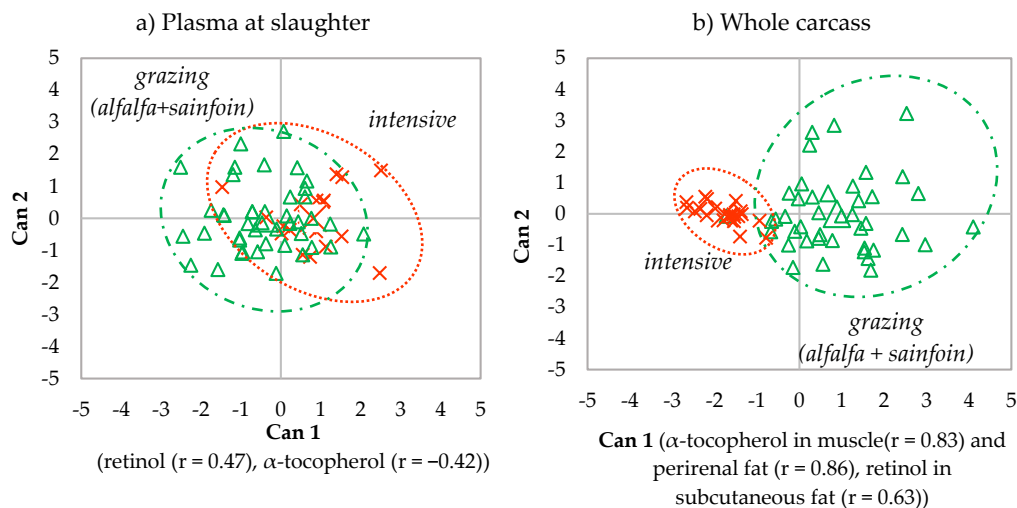 a) Plasma at slaughter
5
4
3
2
1
0
-1
-2
-3
-4
-5
Can 2
grazing
(alfalfa+sainfoin)
intensive
-5 -4 -3 -2 -1 0 1 2 3 4 5
Can 1
(retinol (r = 0.47), α-tocopherol (r = −0.42))
b) Whole carcass
5
4
3
2
1
0
-1
-2
-3
-4
-5
Can 2
grazing
(alfalfa + sainfoin)
intensive
-5 -4 -3 -2 -1 0 1 2 3 4 5
Can 1 (α-tocopherol in muscle(r = 0.83) and
perirenal fat (r = 0.86), retinol in
subcutaneous fat (r = 0.63))